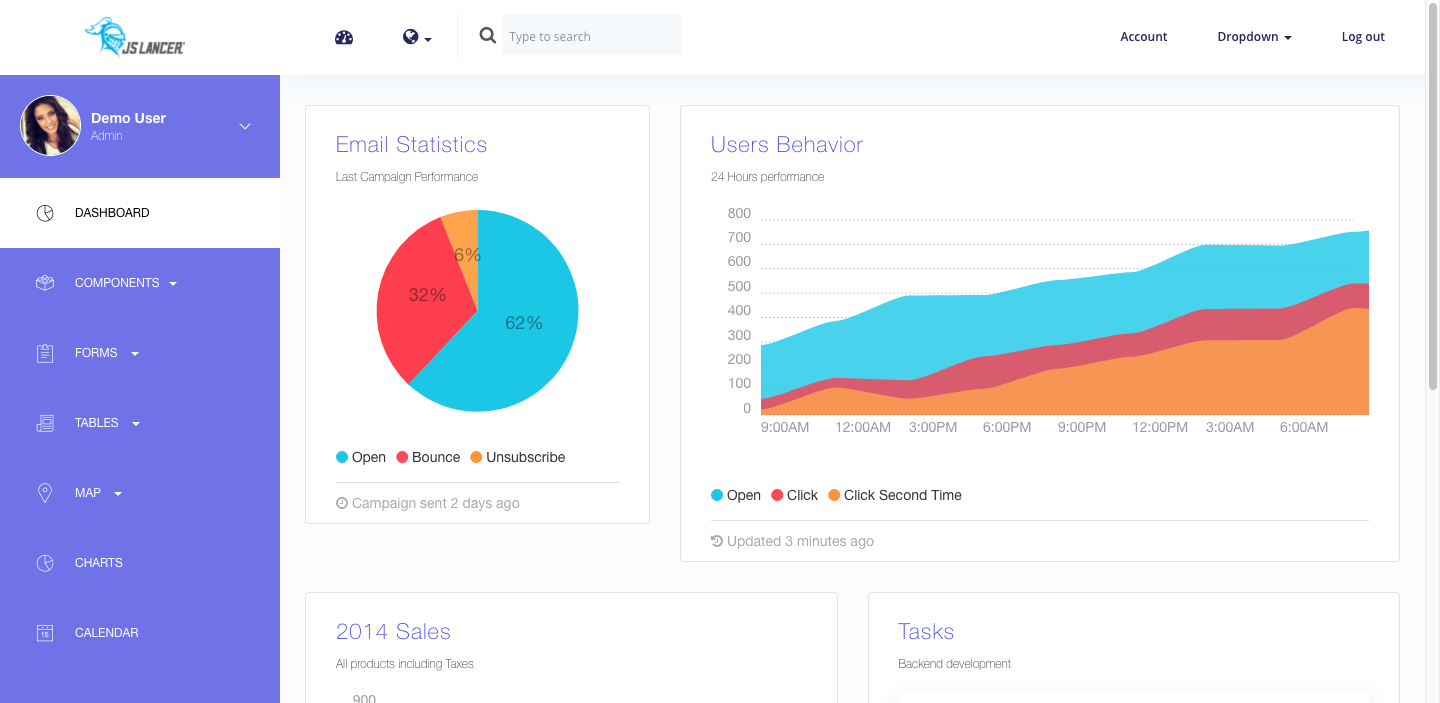 JS LANCER
Type to search
Account
Dropdown
Log out
Demo User
Admin
DASHBOARD
COMPONENTS
FORMS
TABLES
MAP
CHARTS
15
CALENDAR
Email Statistics
Last Campaign Performance
6%
32%
62%
Open Bounce Unsubscribe
Campaign sent 2 days ago
Users Behavior
24 Hours performance
800
700
600
500
400
300
200
100
0
9:00AM 12:00AM 3:00PM 6:00PM 9:00PM 12:00PM 3:00AM 6:00AM
Open Click Click Second Time
Updated 3 minutes ago
2014 Sales
All products including Taxes
900
Tasks
Backend development